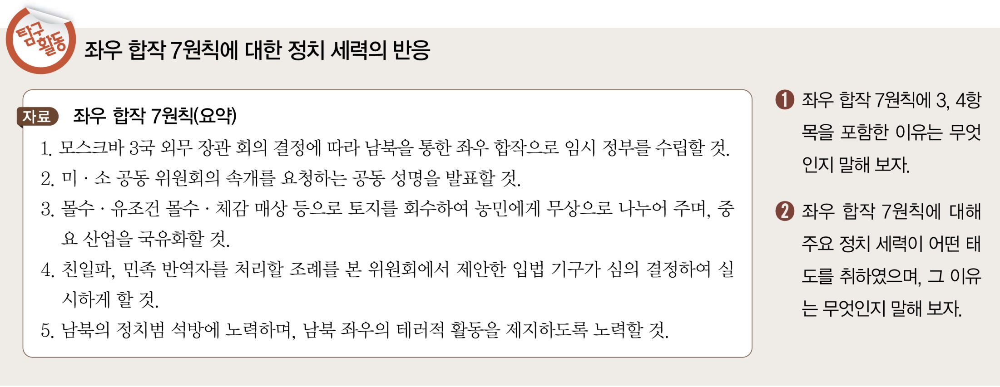 탐구
활동
좌우 합작 7원칙에 대한 정치 세력의 반응
자료 좌우 합작 7원칙(요약)
1. 모스크바 3국 외무 장관 회의 결정에 따라 남북을 통한 좌우 합작으로 임시 정부를 수립할 것.
2. 미·소 공동 위원회의 속개를 요청하는 공동 성명을 발표할 것.
3. 몰수·유조건 몰수·체감 매상 등으로 토지를 회수하여 농민에게 무상으로 나누어 주며, 중
요 산업을 국유화할 것.
4. 친일파, 민족 반역자를 처리할 조례를 본 위원회에서 제안한 입법 기구가 심의 결정하여 실
시하게 할 것.
5. 남북의 정치범 석방에 노력하며, 남북 좌우의 테러적 활동을 제지하도록 노력할 것.
1 좌우 합작 7원칙에 3, 4항
목을 포함한 이유는 무엇
인지 말해 보자.
2 좌우 합작 7원칙에 대해
주요 정치 세력이 어떤 태
도를 취하였으며, 그 이유
는 무엇인지 말해 보자.